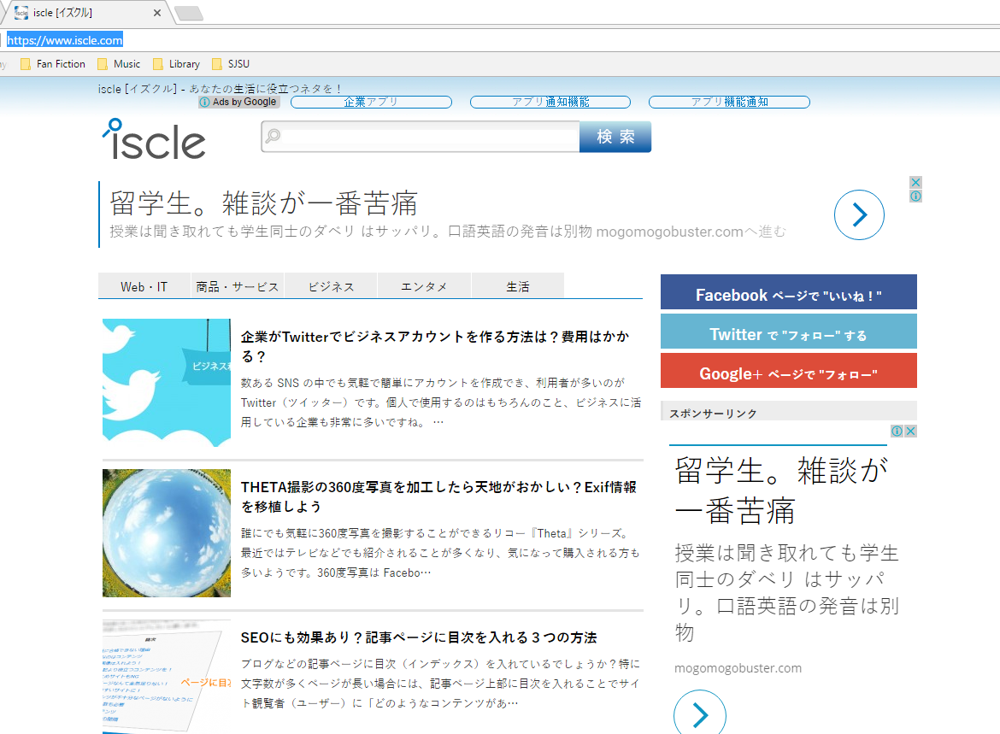 iscle [イズクル]
https://www.iscle.com
Fan Fiction
Music
Library
SJSU
iscle [イズクル] - あなたの生活に役立つネタを！
Ads by Google
企業アプリ
アプリ通知機能
アプリ機能通知
iscle
検 索
留学生。雑談が一番苦痛
授業は聞き取れても学生同士のダベリ はサッパリ。口語英語の発音は別物 mogomogobuster.comへ進む
Web・IT
商品・サービス
ビジネス
エンタメ
生活
Facebook ページで "いいね！"
Twitter で "フォロー" する
Google+ ページで "フォロー"
企業がTwitterでビジネスアカウントを作る方法は？費用はかか
る？
数ある SNS の中でも気軽で簡単にアカウントを作成でき、利用者が多いのが
Twitter（ツイッター）です。個人で使用するのはもちろんのこと、ビジネスに活
用している企業も非常に多いですね。 …
ビジネス
THETA撮影の360度写真を加工したら天地がおかしい？Exif情報
を移植しよう
誰にでも気軽に360度写真を撮影することができるリコー『Theta』シリーズ。
最近ではテレビなどでも紹介されることが多くなり、気になって購入される方も
多いようです。360度写真は Facebo…
SEOにも効果あり？記事ページに目次を入れる３つの方法
ブログなどの記事ページに目次（インデックス）を入れているでしょうか？特に
文字数が多くページが長い場合には、記事ページ上部に目次を入れることでサイ
ト観覧者（ユーザー）に「どのようなコンテンツがあ…
目次
ページに目次
スポンサーリンク
留学生。雑談が
一番苦痛
授業は聞き取れても学生
同士のダベリ はサッパ
リ。口語英語の発音は別
物
mogomogobuster.com